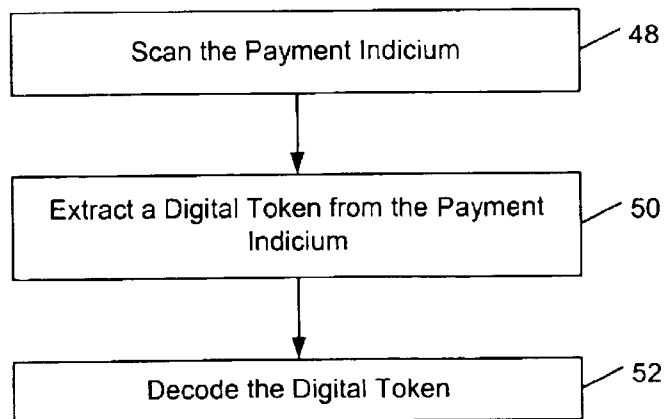 Scan the Payment Indicium
48
Extract a Digital Token from the Payment
Indicium
50
Decode the Digital Token
52